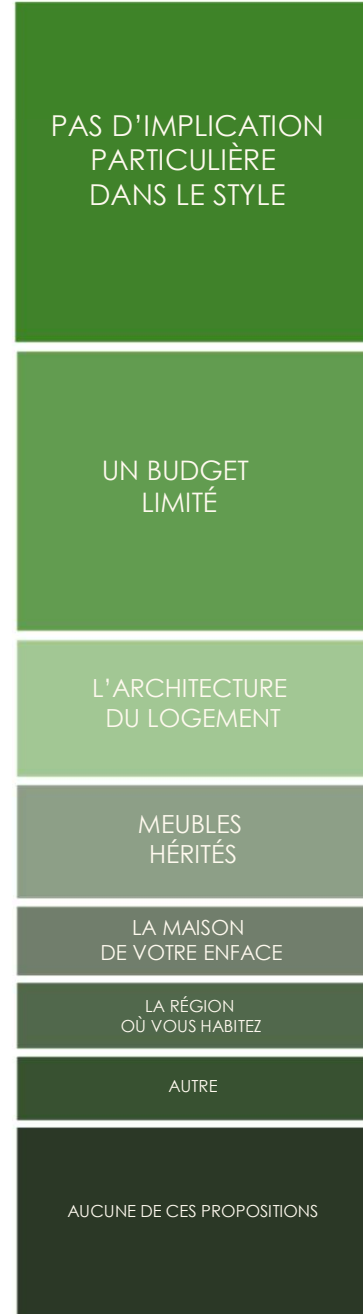 PAS D’IMPLICATION
PARTICULIÈRE
DANS LE STYLE
UN BUDGET
LIMITÉ
L’ARCHITECTURE
DU LOGEMENT
MEUBLES
HÉRITÉS
LA MAISON
DE VOTRE ENFACE
LA RÉGION
OÙ VOUS HABITEZ
AUTRE
AUCUNE DE CES PROPOSITIONS